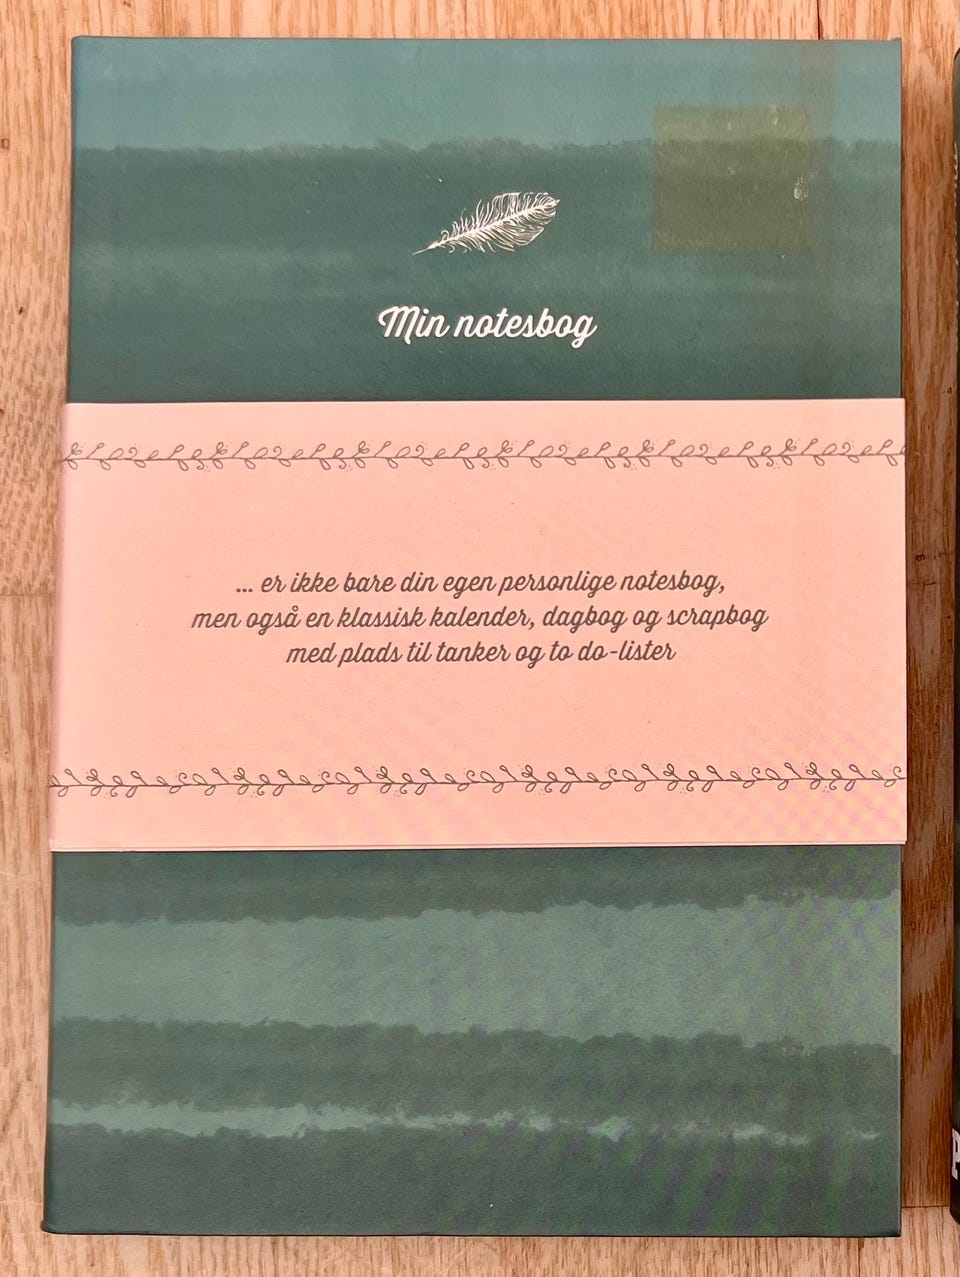 Min notesbog
... er ikke bare din egen personlige notesbog,
men også en klassisk kalender, dagbog og scrapbog
med plads til tanker og to do-lister